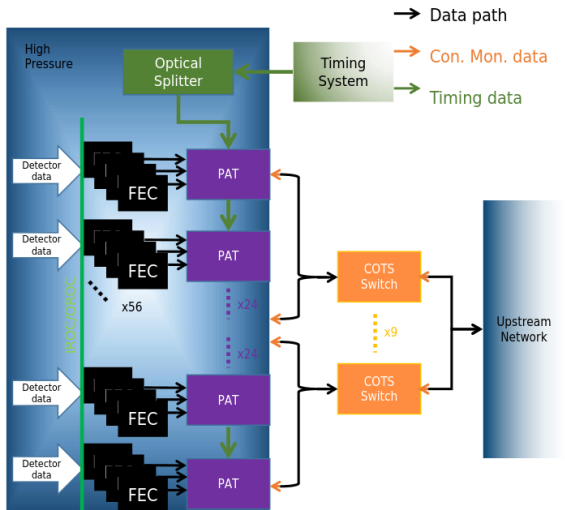 Data path
Con. Mon. data
Timing data
High
Pressure
Optical
Splitter
Timing
System
Detector
data
FEC
PAT
Detector
data
FEC
PAT
x56
x24
COTS
Switch
x9
Upstream
Network
x24
COTS
Switch
Detector
data
FEC
PAT
Detector
data
FEC
PAT